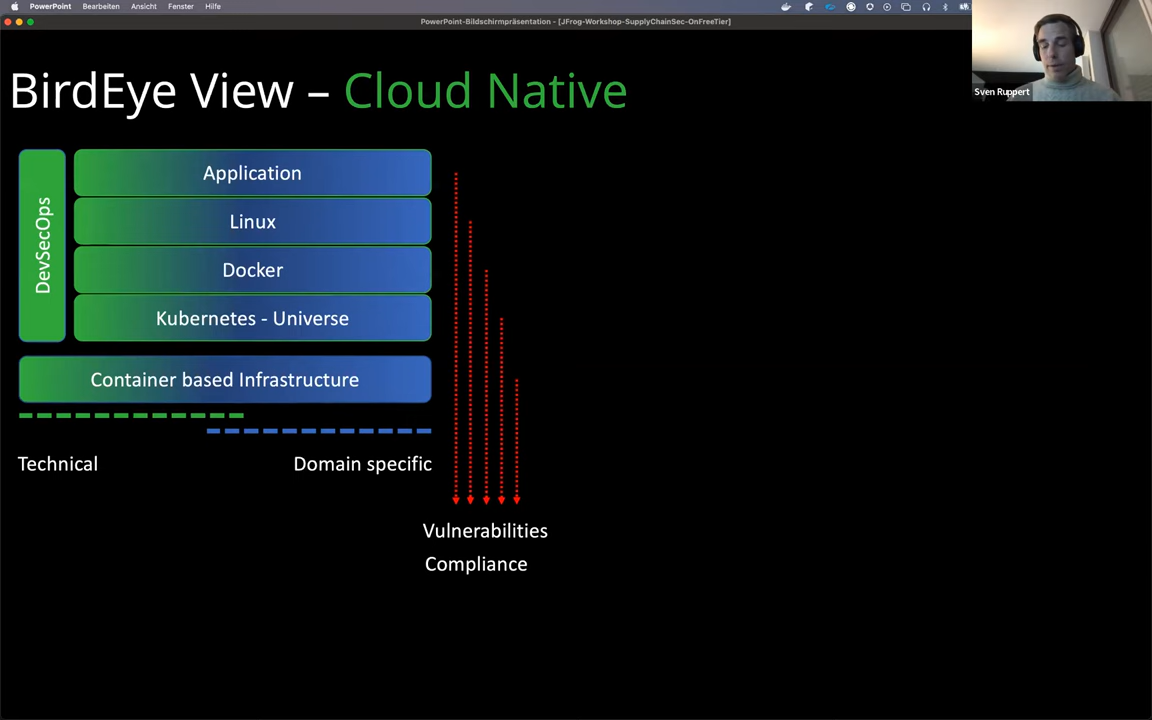 PowerPoint Bearbeiten Ansicht Fenster Hilfe
PowerPoint-Bildschirmpräsentation - [JFrog-Workshop-SupplyChainSec-OnFreeTier]
Sven Ruppert
BirdEye View – Cloud Native
DevSecOps
Application
Linux
Docker
Kubernetes - Universe
Container based Infrastructure
Technical
Domain specific
Vulnerabilities
Compliance